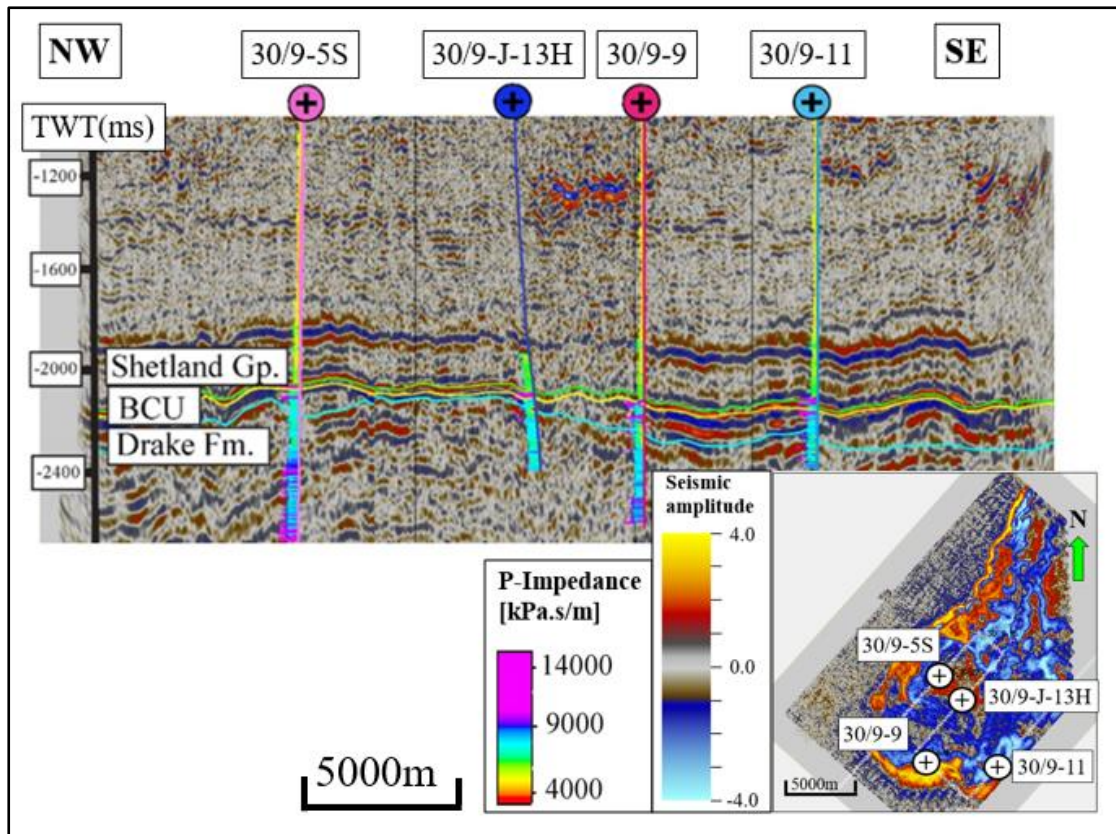 NW
30/9-5S
30/9-J-13H
30/9-9
30/9-11
SE
TWT(ms)
-1200
-1600
-2000
Shetland Gp.
BCU
Drake Fm.
-2400
P-Impedance
[kPa.s/m]
14000
9000
4000
5000m
Seismic
amplitude
4.0
0.0
-4.0
N
30/9-5S
30/9-J-13H
30/9-9
30/9-11
5000m